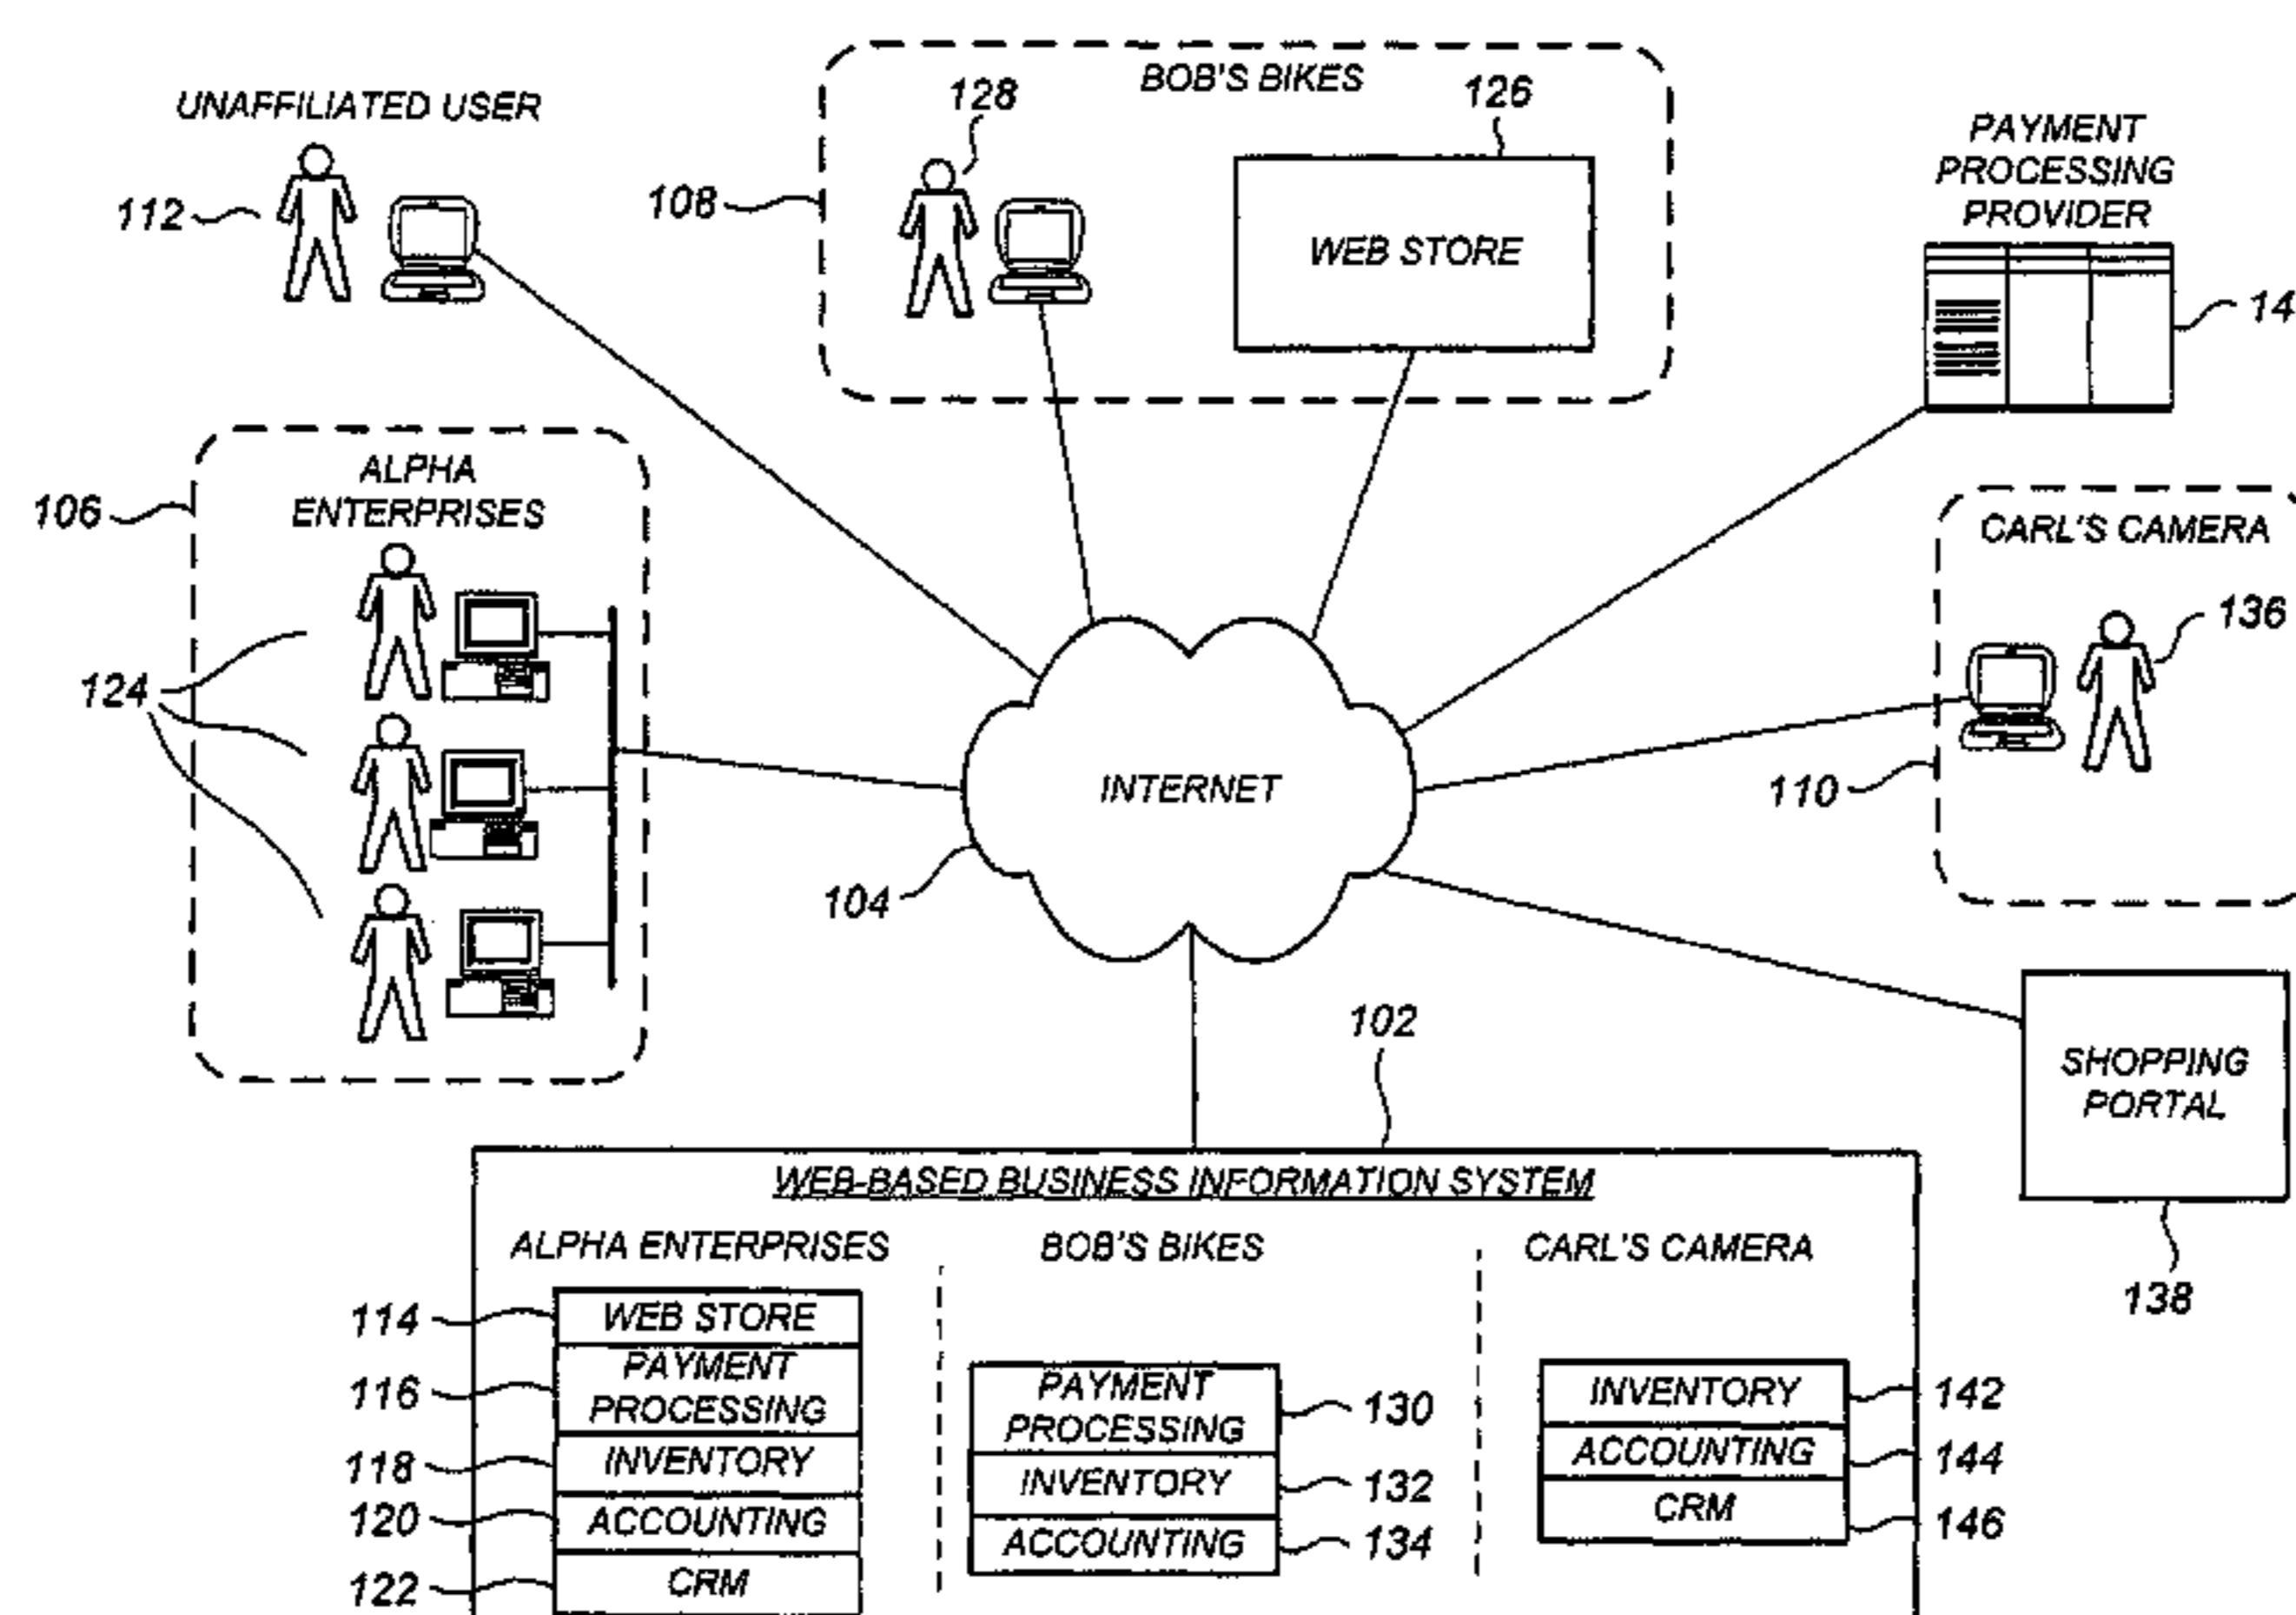 UNAFFILIATED USER
112
BOB'S BIKES
128
126
108
WEB STORE
PAYMENT
PROCESSING
PROVIDER
14
106
ALPHA
ENTERPRISES
124
CARL'S CAMERA
136
110
INTERNET
104
102
SHOPPING
PORTAL
138
WEB-BASED BUSINESS INFORMATION SYSTEM
ALPHA ENTERPRISES
BOB'S BIKES
CARL'S CAMERA
114
WEB STORE
116
PAYMENT
PROCESSING
118
INVENTORY
120
ACCOUNTING
122
CRM
PAYMENT
PROCESSING
130
INVENTORY
132
ACCOUNTING
134
INVENTORY
142
ACCOUNTING
144
CRM
146